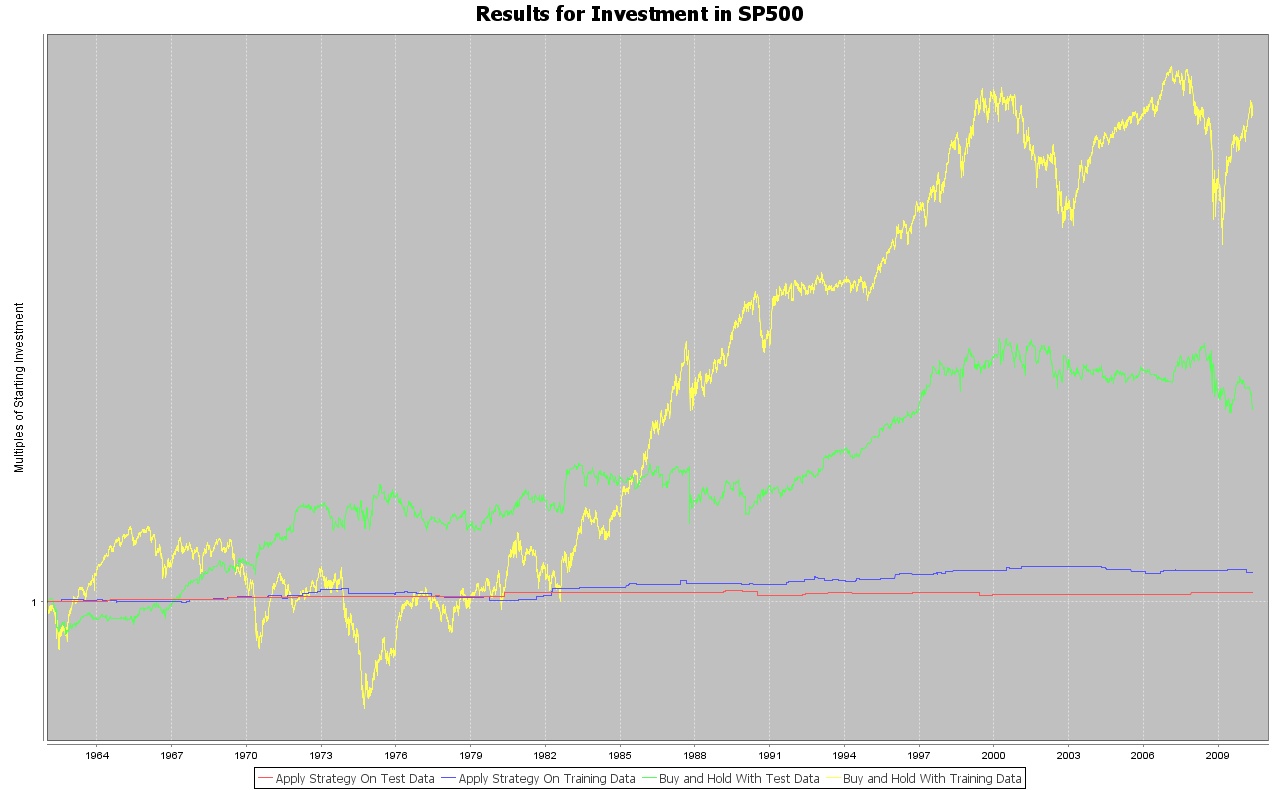 Results for Investment in SP500
Multiples of Starting Investment
1
1964 1967 1970 1973 1976 1979 1982 1985 1988 1991 1994 1997 2000 2003 2006 2009
Apply Strategy On Test Data Apply Strategy On Training Data Buy and Hold With Test Data Buy and Hold With Training Data